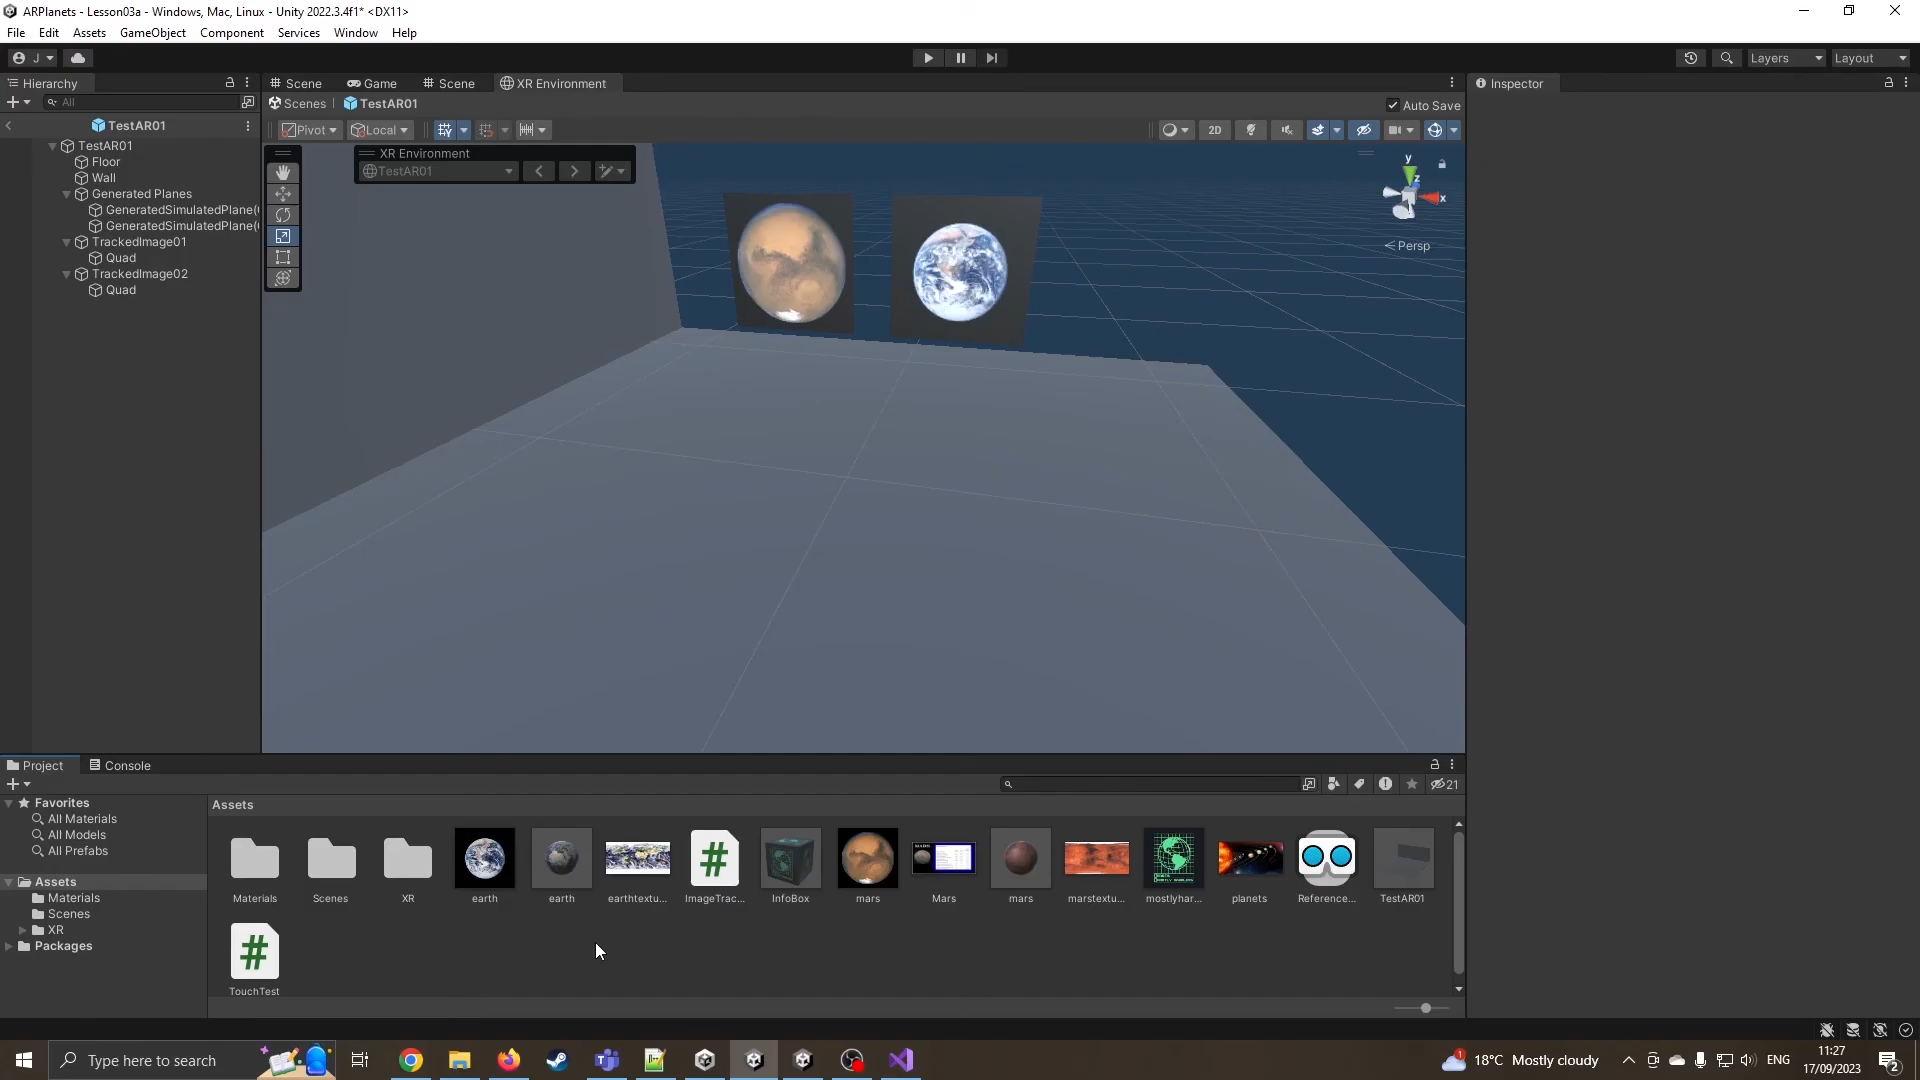 ARPlanets - Lesson03a - Windows, Mac, Linux - Unity 2022.3.4f1* <DX11>
File Edit Assets GameObject Component Services Window Help
J Layers Layout
Hierarchy Scene Game Scene XR Environment Inspector
All Scenes TestAR01 Auto Save
TestAR01 Pivot Local 2D
TestAR01
Floor
Wall
Generated Planes
GeneratedSimulatedPlane(
GeneratedSimulatedPlane(
TrackedImage01
Quad
TrackedImage02
Quad
XR Environment
TestAR01
y
z
x
Persp
Project Console
21
Favorites
All Materials
All Models
All Prefabs
Assets
Materials
Scenes
XR
Packages
Assets
Materials Scenes XR earth earth earthtextu... ImageTrac... InfoBox mars Mars mars marstextu... mostlyhar... planets Reference... TestAR01
TouchTest
Type here to search 1 18°C Mostly cloudy ENG 11:27
17/09/2023 2